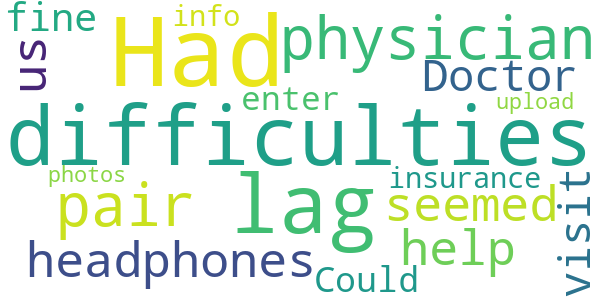 fine
info
us
Had
physician
Doctor
enter
upload
difficulties
photos
lag
insurance
pair
seemed
visit
headphones
help
Could